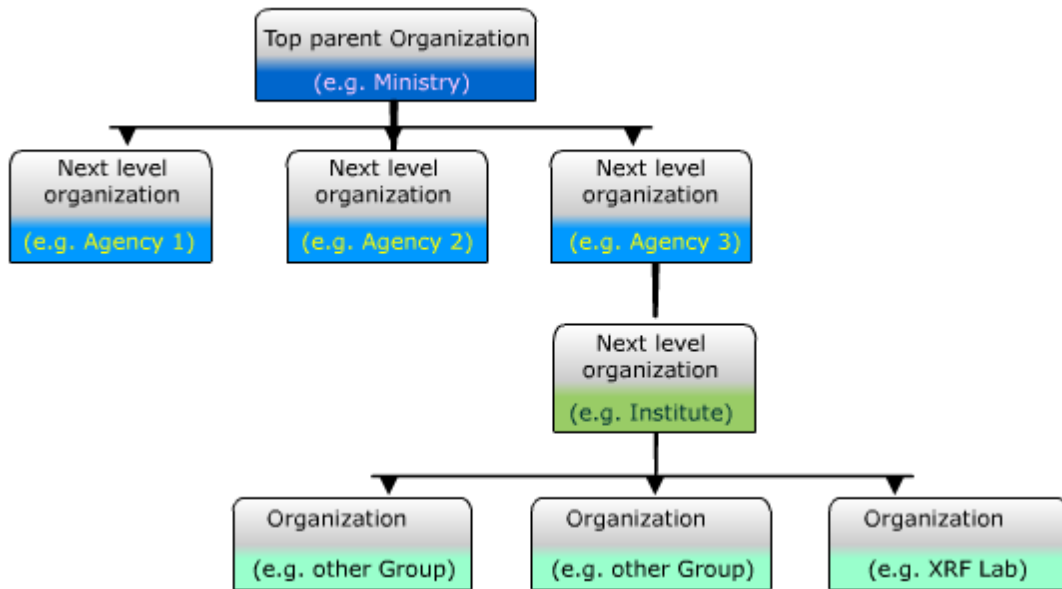 Top parent Organization
(e.g. Ministry)
Next level
organization
(e.g. Agency 1)
Next level
organization
(e.g. Agency 2)
Next level
organization
(e.g. Agency 3)
Next level
organization
(e.g. Institute)
Organization
(e.g. other Group)
Organization
(e.g. other Group)
Organization
(e.g. XRF Lab)